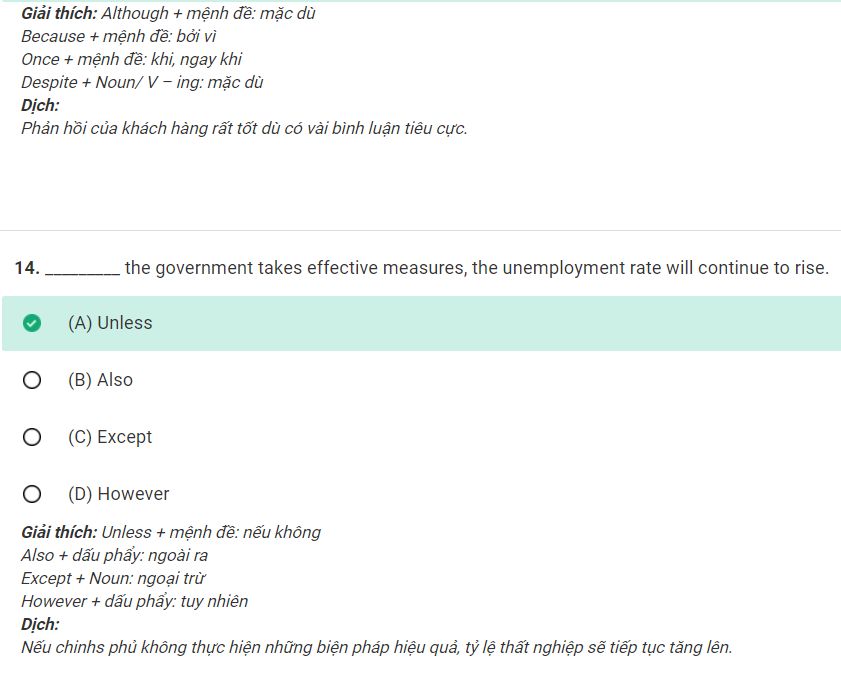 Giải thích: Although + mệnh đề: mặc dù
Because + mệnh đề: bởi vì
Once + mệnh đề: khi, ngay khi
Despite + Noun/ V – ing: mặc dù
Dịch:
Phản hồi của khách hàng rất tốt dù có vài bình luận tiêu cực.
14. _________ the government takes effective measures, the unemployment rate will continue to rise.
(A) Unless
(B) Also
(C) Except
(D) However
Giải thích: Unless + mệnh đề: nếu không
Also + dấu phẩy: ngoài ra
Except + Noun: ngoại trừ
However + dấu phẩy: tuy nhiên
Dịch:
Nếu chinhs phủ không thực hiện những biện pháp hiệu quả, tỷ lệ thất nghiệp sẽ tiếp tục tăng lên.